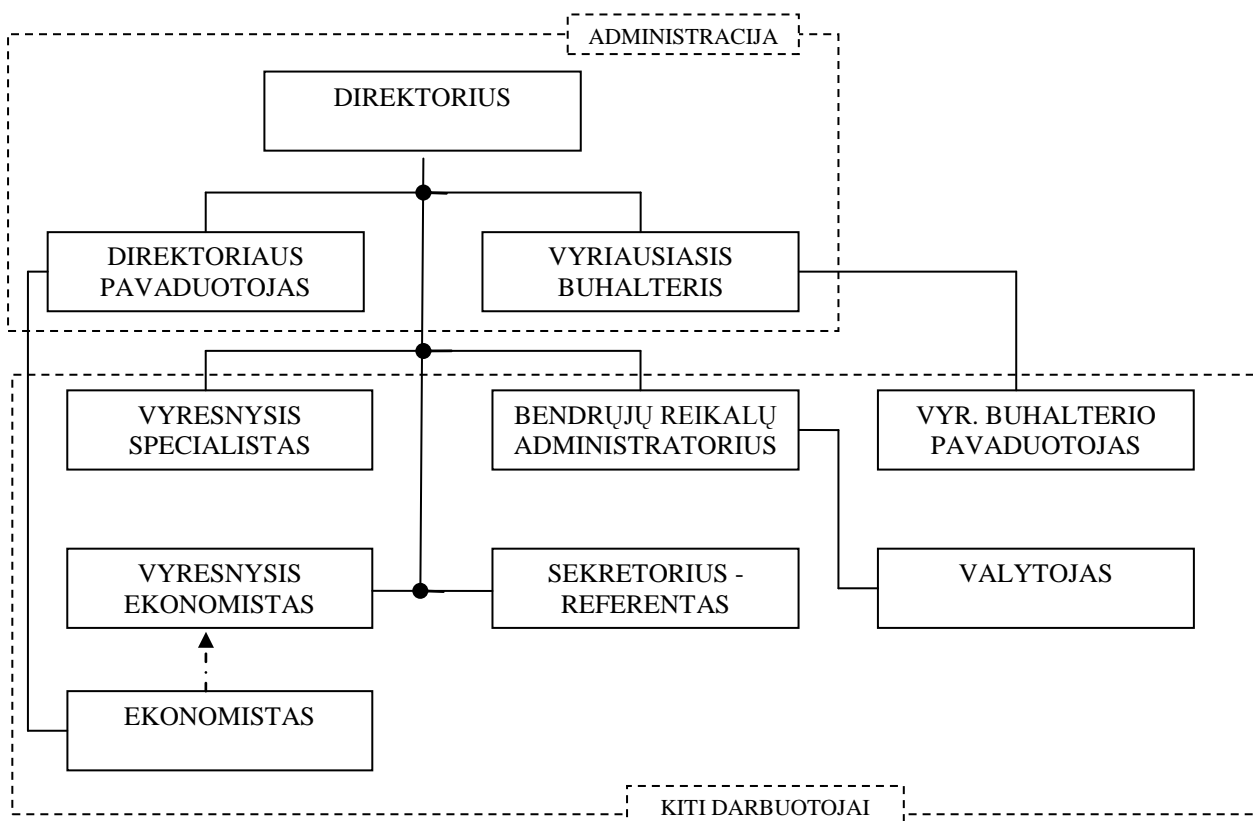 ADMINISTRACIJA
DIREKTORIUS
DIREKTORIAUS
PAVADUOTOJAS
VYRIAUSIASIS
BUHALTERIS
VYRESNYSIS
SPECIALISTAS
BENDRŲJŲ REIKALŲ
ADMINISTRATORIUS
VYR. BUHALTERIO
PAVADUOTOJAS
VYRESNYSIS
EKONOMISTAS
SEKRETORIUS -
REFERENTAS
VALYTOJAS
EKONOMISTAS
KITI DARBUOTOJAI